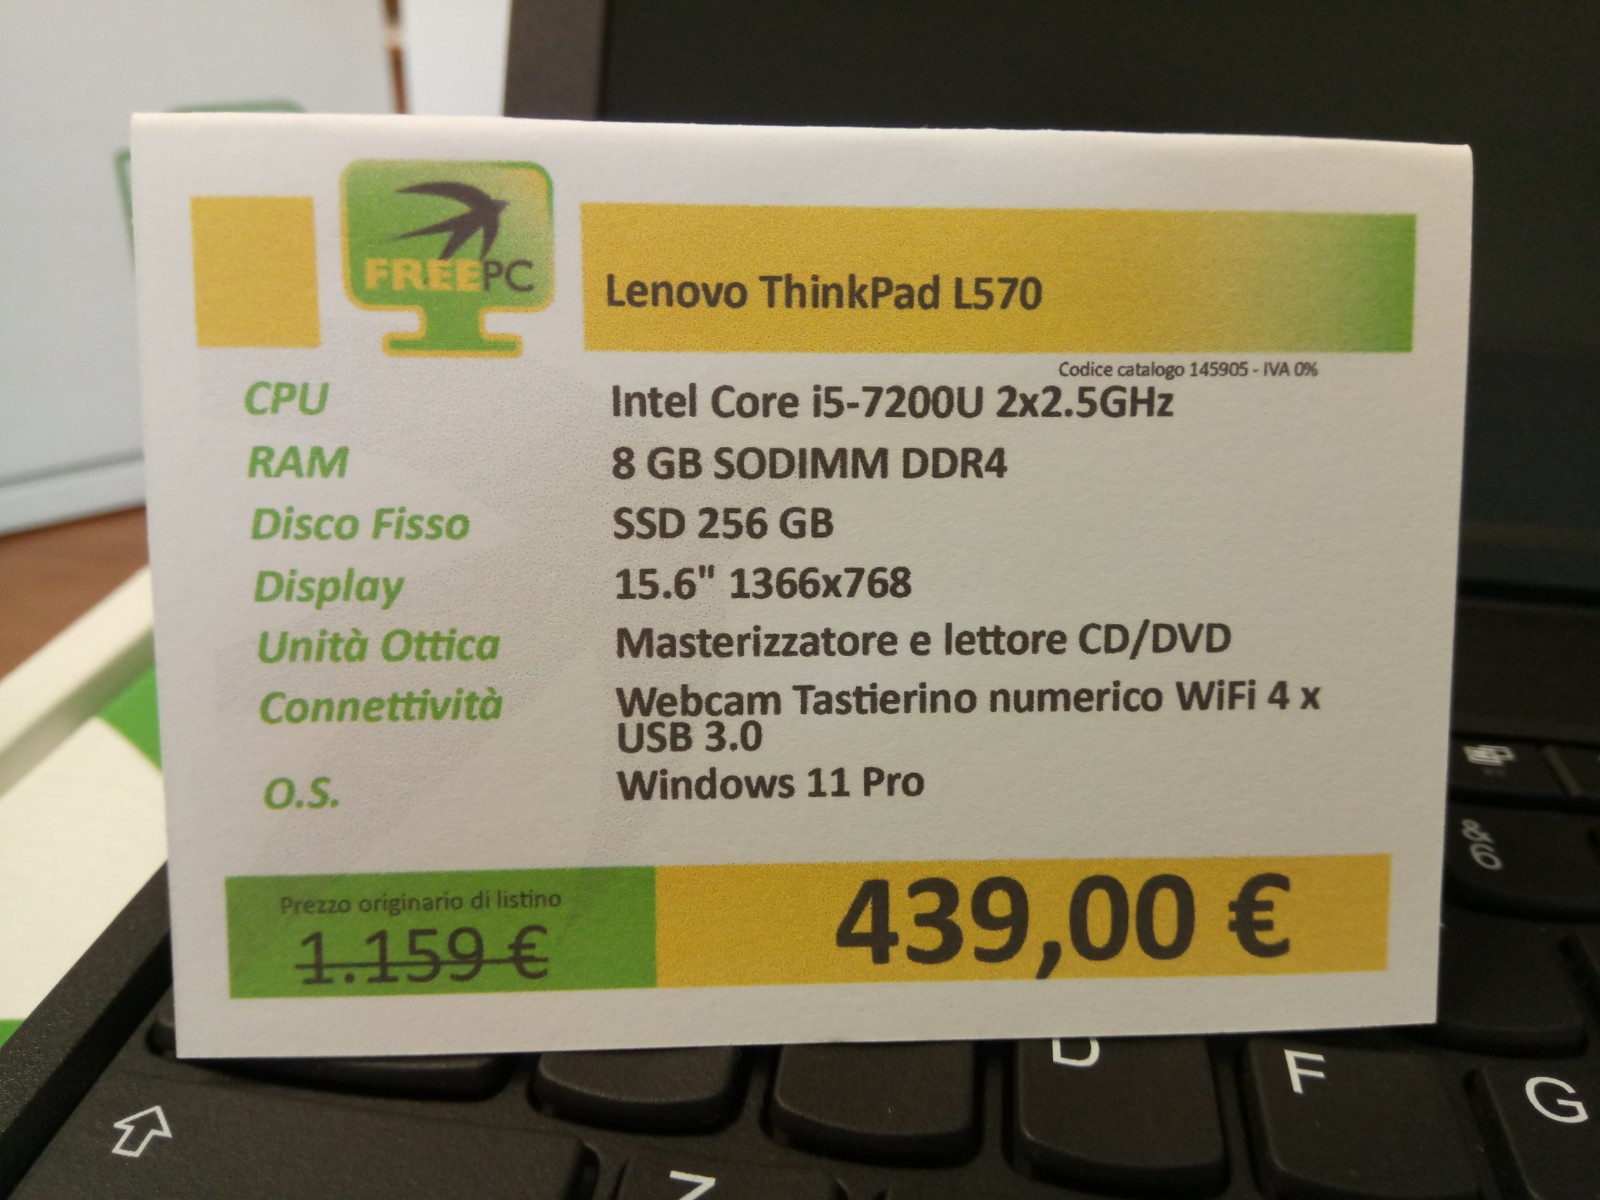 FREEPC
Lenovo ThinkPad L570
Codice catalogo 145905 - IVA 0%
CPU Intel Core i5-7200U 2x2.5GHz
RAM 8 GB SODIMM DDR4
Disco Fisso SSD 256 GB
Display 15.6" 1366x768
Unità Ottica Masterizzatore e lettore CD/DVD
Connettività Webcam Tastierino numerico WiFi 4 x
USB 3.0
O.S. Windows 11 Pro
Prezzo originario di listino
1.159 €
439,00 €
D
F
G
Z